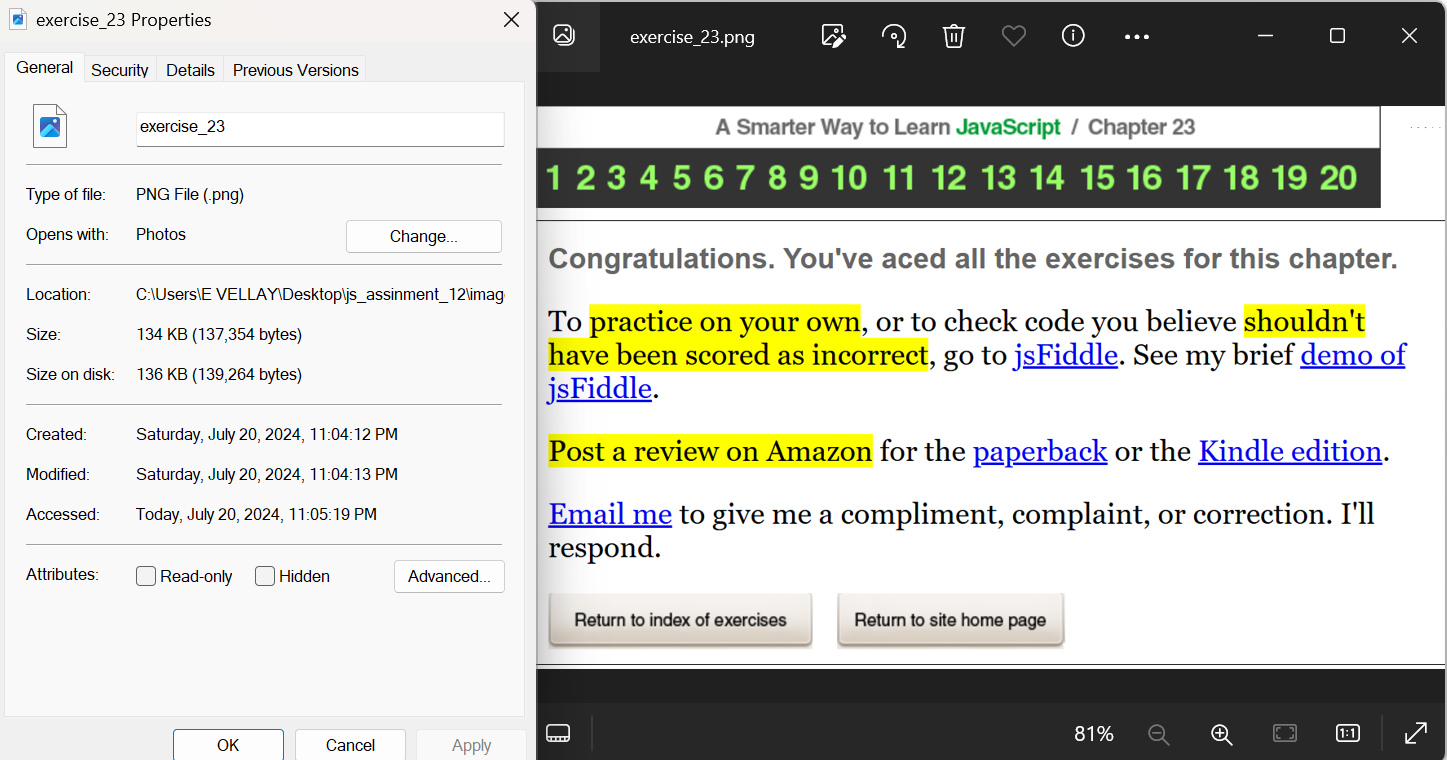 exercise_23 Properties
General Security Details Previous Versions
exercise_23
Type of file: PNG File (.png)
Opens with: Photos Change...
Location: C:\Users\E VELLAY\Desktop\js_assinment_12\imag
Size: 134 KB (137,354 bytes)
Size on disk: 136 KB (139,264 bytes)
Created: Saturday, July 20, 2024, 11:04:12 PM
Modified: Saturday, July 20, 2024, 11:04:13 PM
Accessed: Today, July 20, 2024, 11:05:19 PM
Attributes: Read-only Hidden Advanced...
OK Cancel Apply
exercise_23.png
A Smarter Way to Learn JavaScript / Chapter 23
1 2 3 4 5 6 7 8 9 10 11 12 13 14 15 16 17 18 19 20
Congratulations. You've aced all the exercises for this chapter.
To practice on your own, or to check code you believe shouldn't
have been scored as incorrect, go to jsFiddle. See my brief demo of
jsFiddle.
Post a review on Amazon for the paperback or the Kindle edition.
Email me to give me a compliment, complaint, or correction. I'll
respond.
Return to index of exercises Return to site home page
81% 1:1